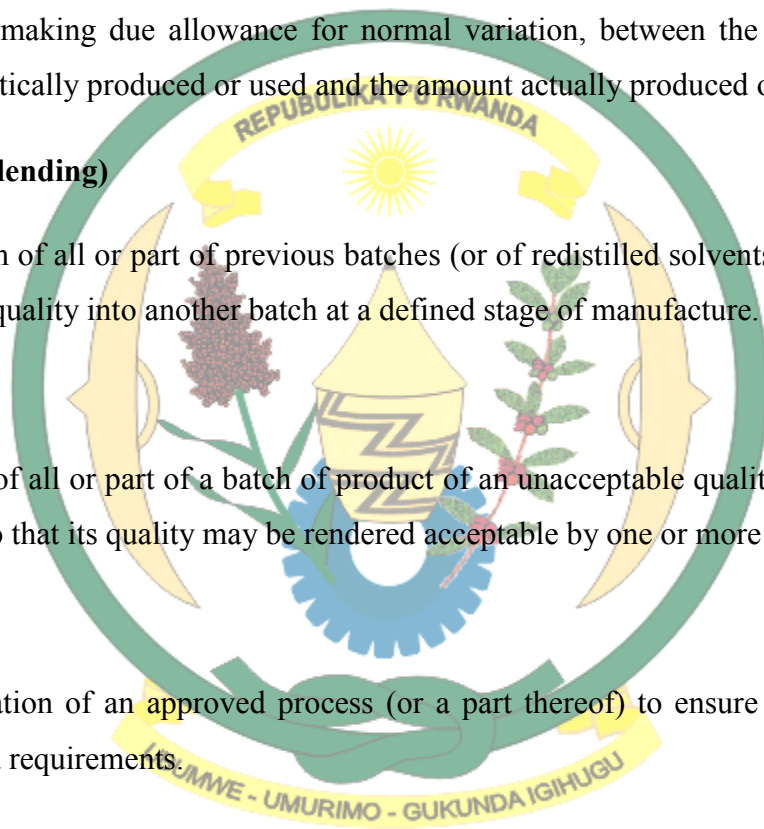 making due allowance for normal variation, between the
tically produced or used and the amount actually produced o
REPUBULIKA Y'U RWANDA
lending)
n of all or part of previous batches (or of redistilled solvents
quality into another batch at a defined stage of manufacture.
of all or part of a batch of product of an unacceptable qualit
o that its quality may be rendered acceptable by one or more
ation of an approved process (or a part thereof) to ensure
requirements.
UBUMWE - UMURIMO - GUKUNDA IGIHUGU